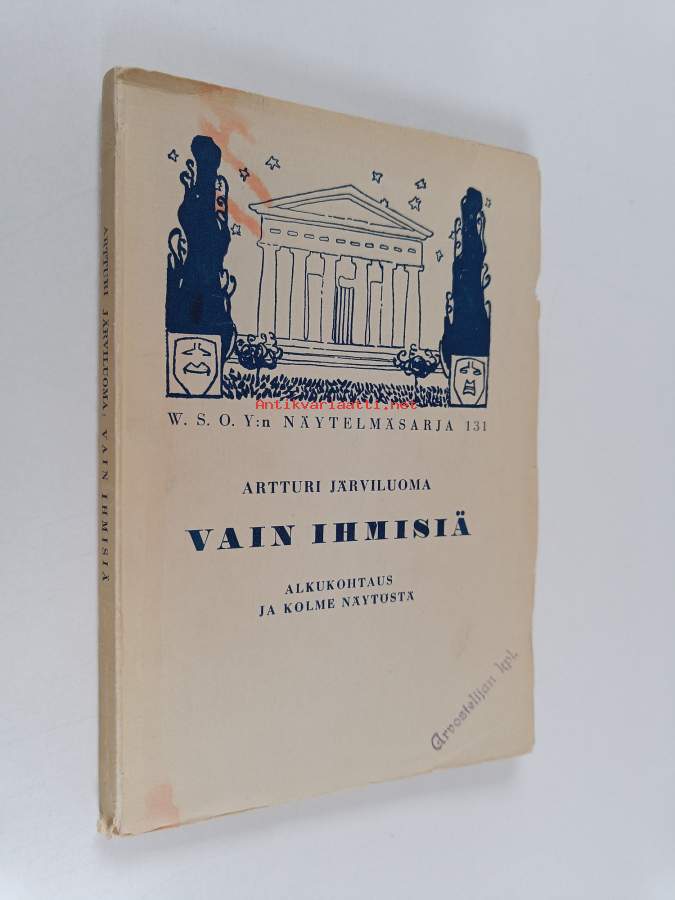 ARTTURI JÄRVILUOMA: VAIN IHMISIÄ
Antikvariaatti.net
W. S. O. Y:n NÄYTELMÄSARJA 131
ARTTURI JÄRVILUOMA
VAIN IHMISIÄ
ALKUKOHTAUS
JA KOLME NÄYTÖSTÄ
Arvostelijan kpl.